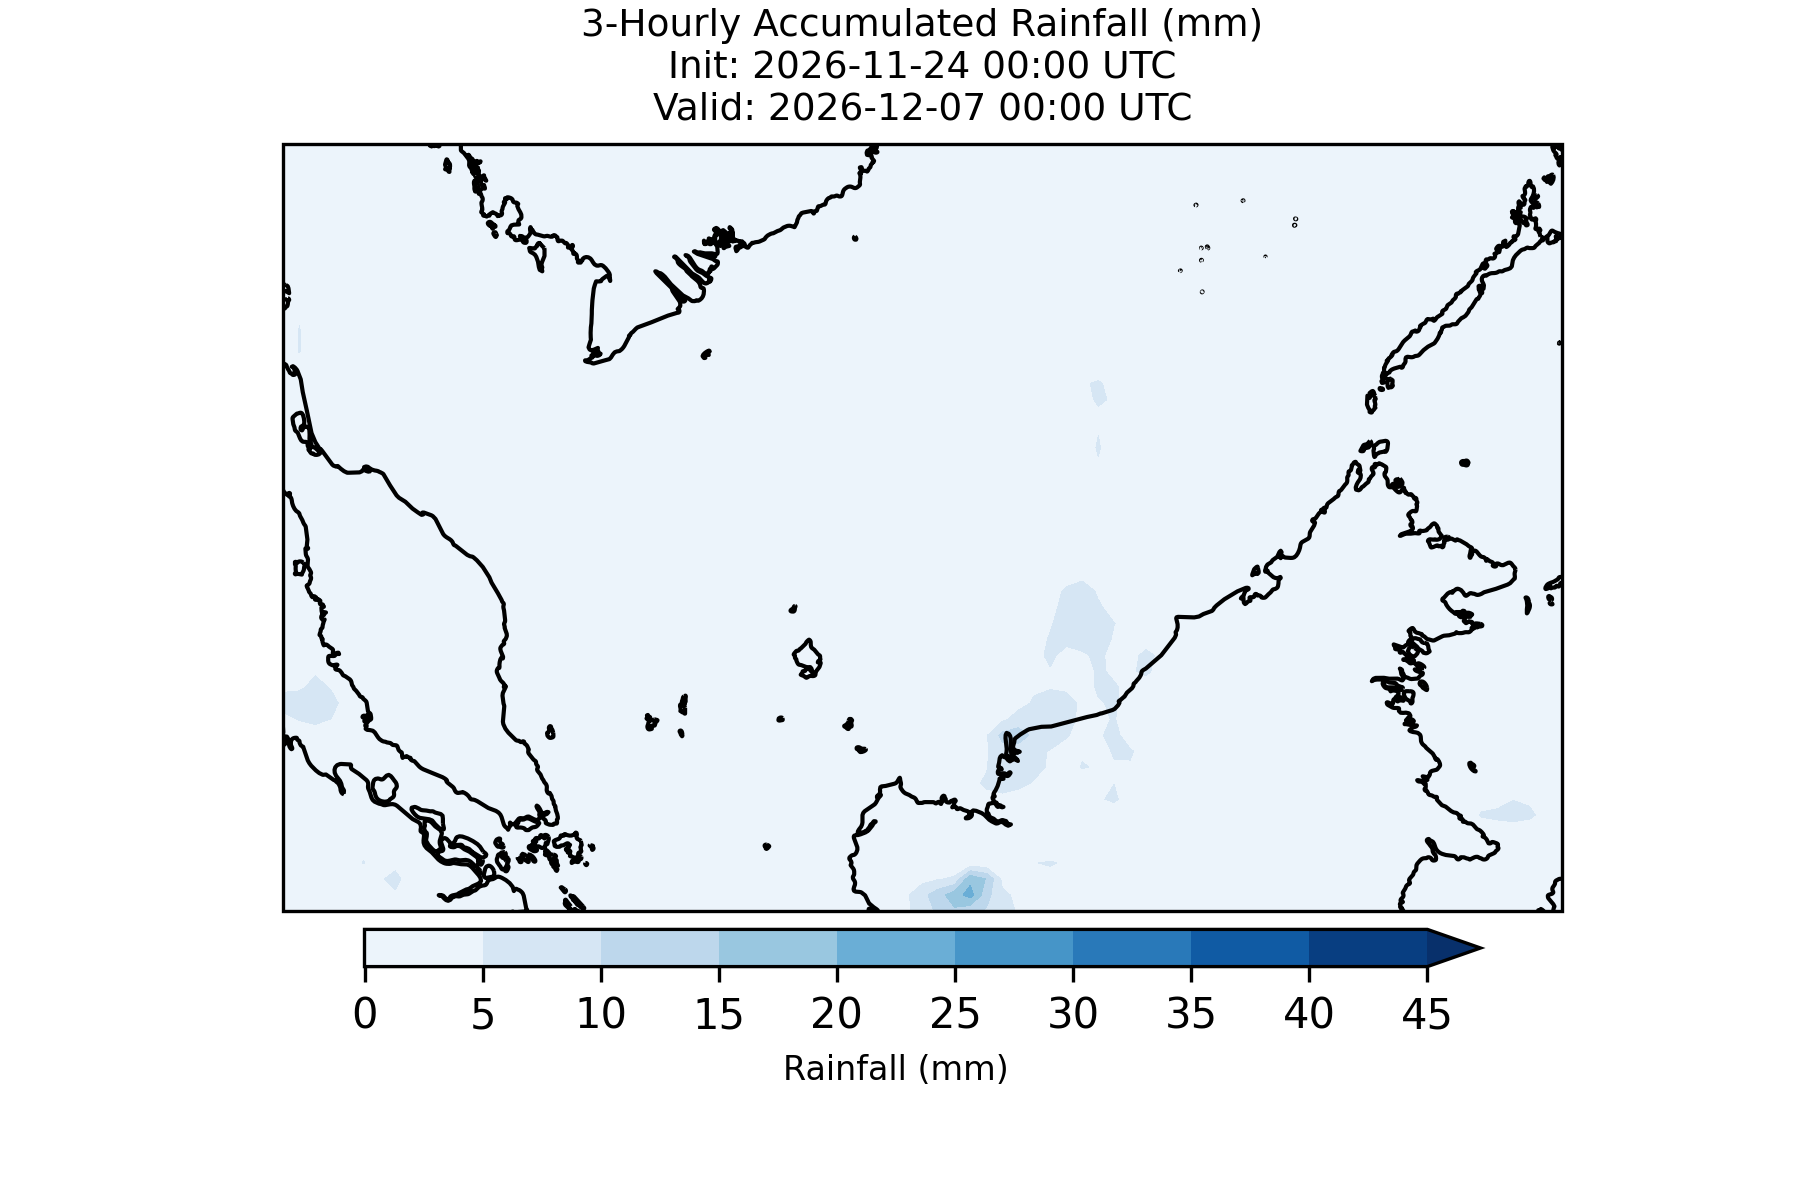 3-Hourly Accumulated Rainfall (mm)
Init: 2026-11-24 00:00 UTC
Valid: 2026-12-07 00:00 UTC
0 5 10 15 20 25 30 35 40 45
Rainfall (mm)